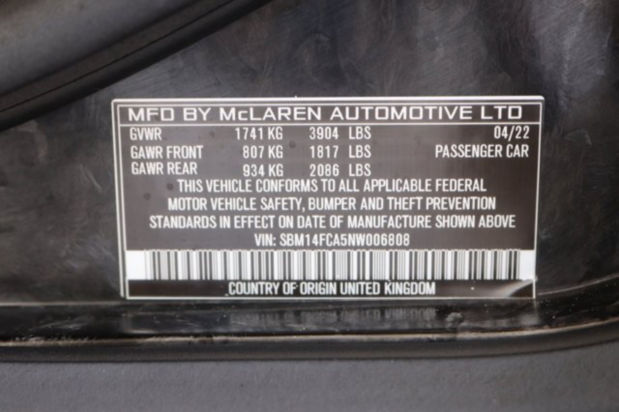 MFD BY McLAREN AUTOMOTIVE LTD
GVWR 1741 KG 3904 LBS 04/22
GAWR FRONT 807 KG 1817 LBS PASSENGER CAR
GAWR REAR 934 KG 2086 LBS
THIS VEHICLE CONFORMS TO ALL APPLICABLE FEDERAL
MOTOR VEHICLE SAFETY, BUMPER AND THEFT PREVENTION
STANDARDS IN EFFECT ON DATE OF MANUFACTURE SHOWN ABOVE
VIN: SBM14FCA5NW006808
COUNTRY OF ORIGIN UNITED KINGDOM